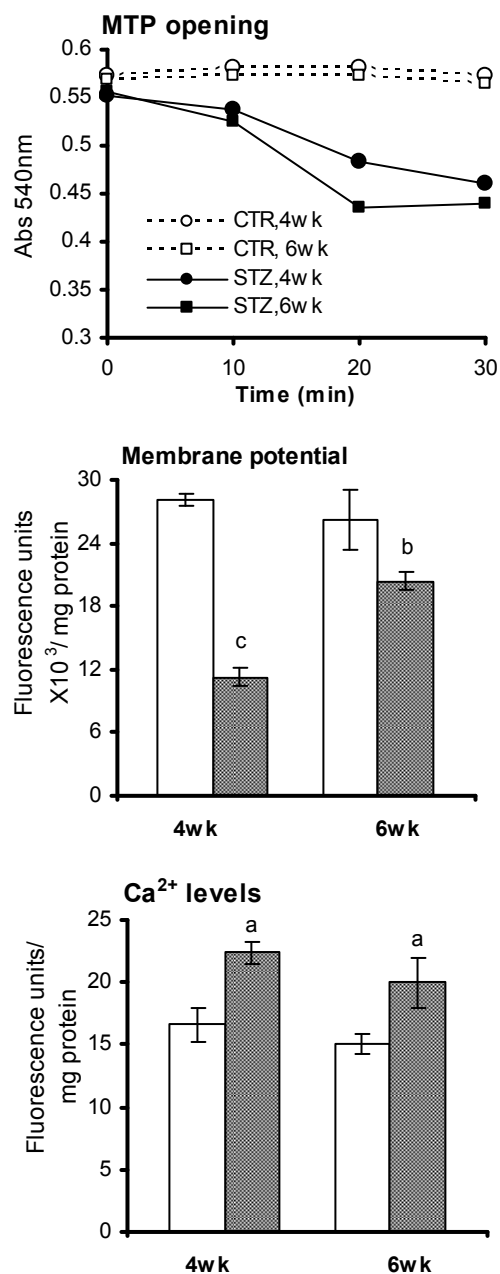 MTP opening
0.6
0.55
0.5
0.45
0.4
0.35
0.3
Abs 540nm
CTR,4wk
CTR, 6wk
STZ,4wk
STZ,6wk
0 10 20 30
Time (min)
Membrane potential
30
24
18
12
6
0
Fluorescence units
X10 ³/ mg protein
c
b
4wk 6wk
Ca²⁺ levels
25
20
15
10
5
0
Fluorescence units/
mg protein
a
a
4wk 6wk